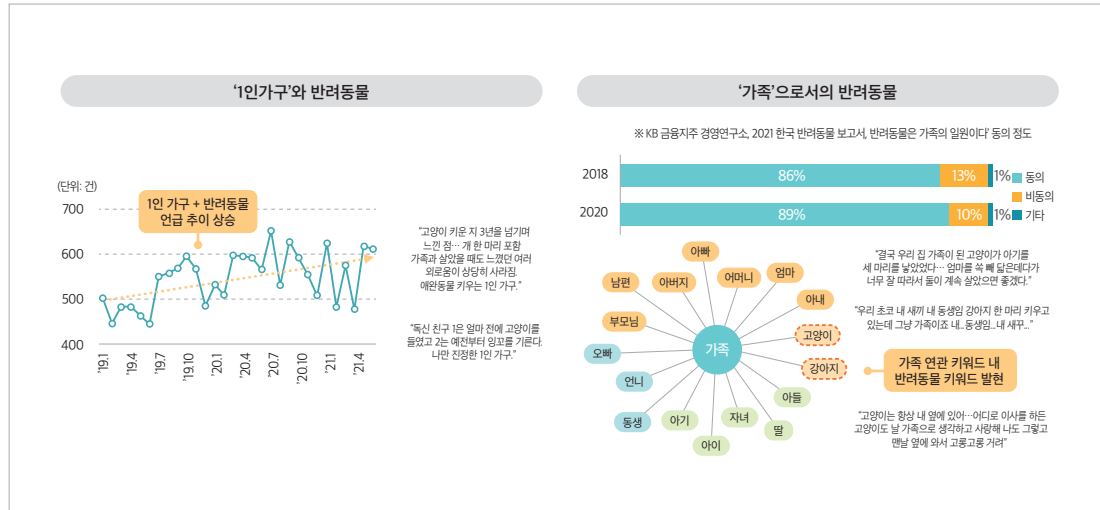 ‘1인가구’와 반려동물
(단위: 건)
700
600
500
400
1인 가구 + 반려동물
언급 추이 상승
'19.1
'19.4
'19.7
'19.10
'20.1
'20.4
'20.7
'20.10
'21.1
'21.4
“고양이 키운 지 3년을 넘기며
느낀 점… 개 한 마리 포함
가족과 살았을 때도 느꼈던 여러
외로움이 상당히 사라짐.
애완동물 키우는 1인 가구.”
“독신 친구 1은 얼마 전에 고양이를
들였고 2는 예전부터 잉꼬를 기른다.
나만 진정한 1인 가구.”
‘가족’으로서의 반려동물
※ KB 금융지주 경영연구소, 2021 한국 반려동물 보고서, 반려동물은 가족의 일원이다’ 동의 정도
2018
86%
13%
1%
2020
89%
10%
1%
동의
비동의
기타
아빠
남편
아버지
어머니
엄마
아내
부모님
고양이
오빠
가족
강아지
언니
아들
동생
아기
자녀
딸
아이
“결국 우리 집 가족이 된 고양이가 아기를
세 마리를 낳았었다… 엄마를 쏙 빼 닮은데다가
너무 잘 따라서 둘이 계속 살았으면 좋겠다.”
“우리 초코 내 새끼 내 동생임 강아지 한 마리 키우고
있는데 그냥 가족이죠 내..동생임...내 새꾸...”
가족 연관 키워드 내
반려동물 키워드 발현
“고양이는 항상 내 옆에 있어…어디로 이사를 하든
고양이도 날 가족으로 생각하고 사랑해 나도 그렇고
맨날 옆에 와서 고롱고롱 거려”